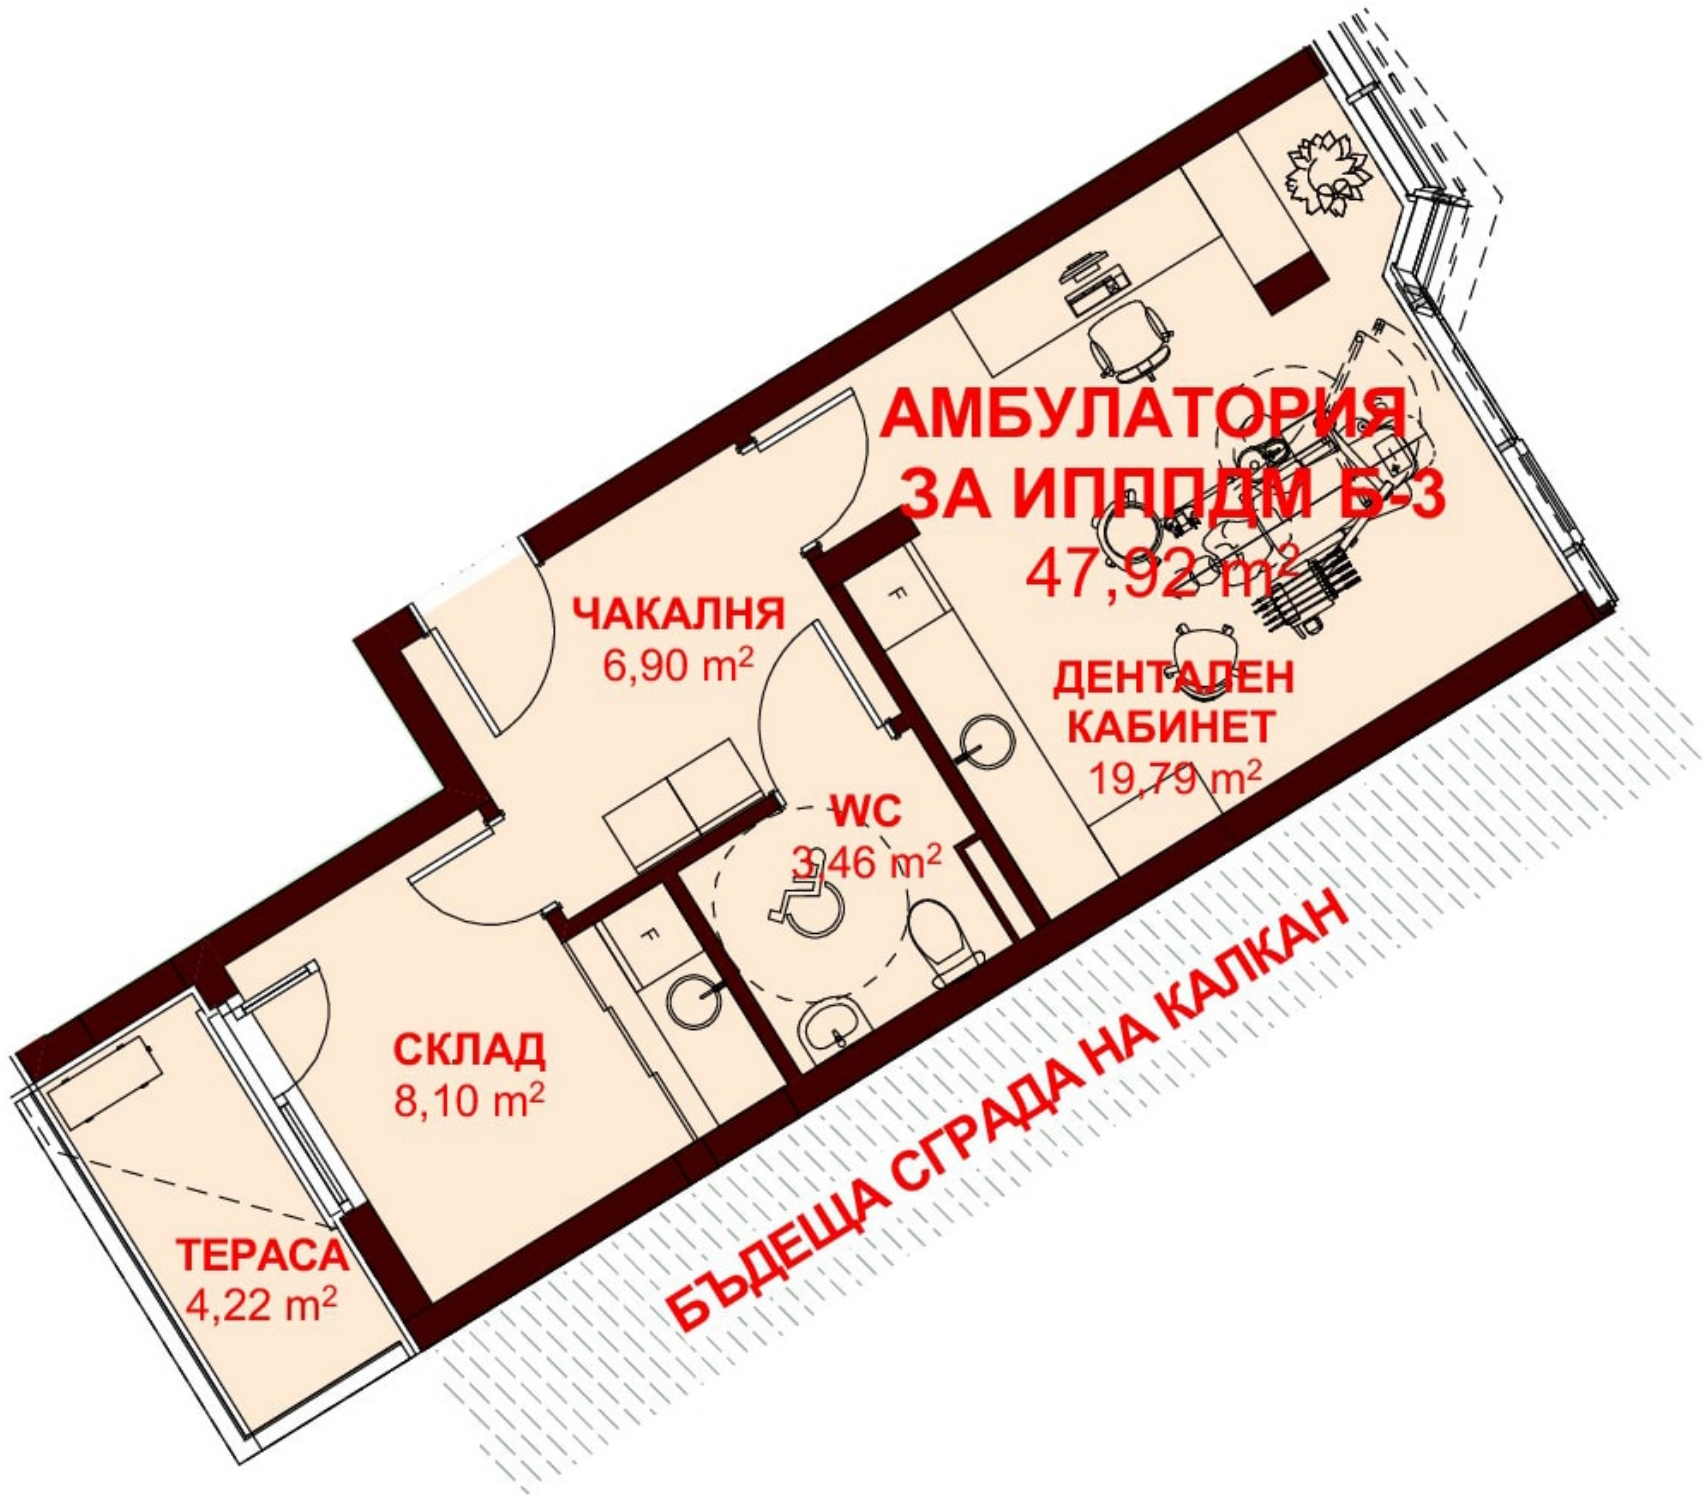 АМБУЛАТОРИЯ
ЗА ИПППДМ Б-3
47,92 m²
ЧАКАЛНЯ
6,90 m²
F
ДЕНТАЛЕН
КАБИНЕТ
19,79 m²
WC
3,46 m²
F
СКЛАД
8,10 m²
ТЕРАСА
4,22 m²
БЪДЕЩА СГРАДА НА КАЛКАН